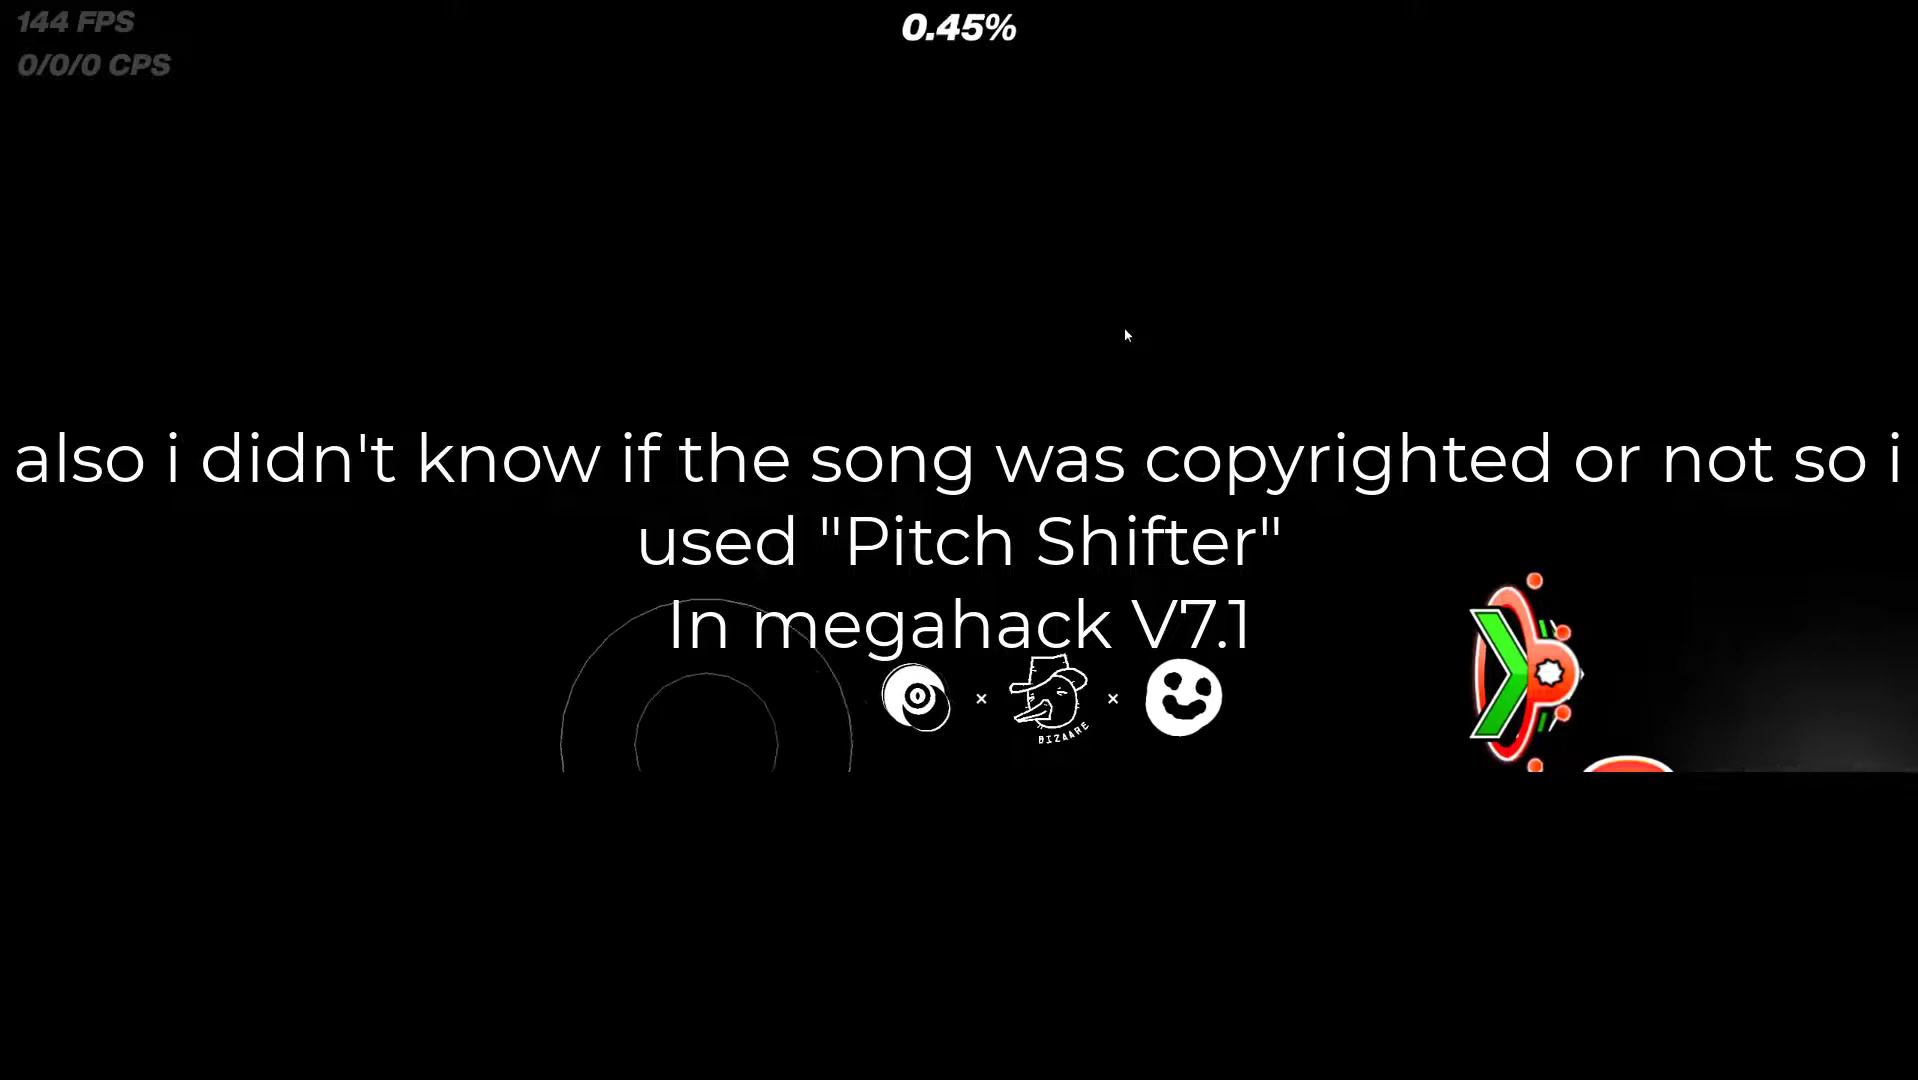 144 FPS
0.45%
0/0/0 CPS
also i didn't know if the song was copyrighted or not so i
used "Pitch Shifter"
In megahack V7.1
× ×
BIZAARE